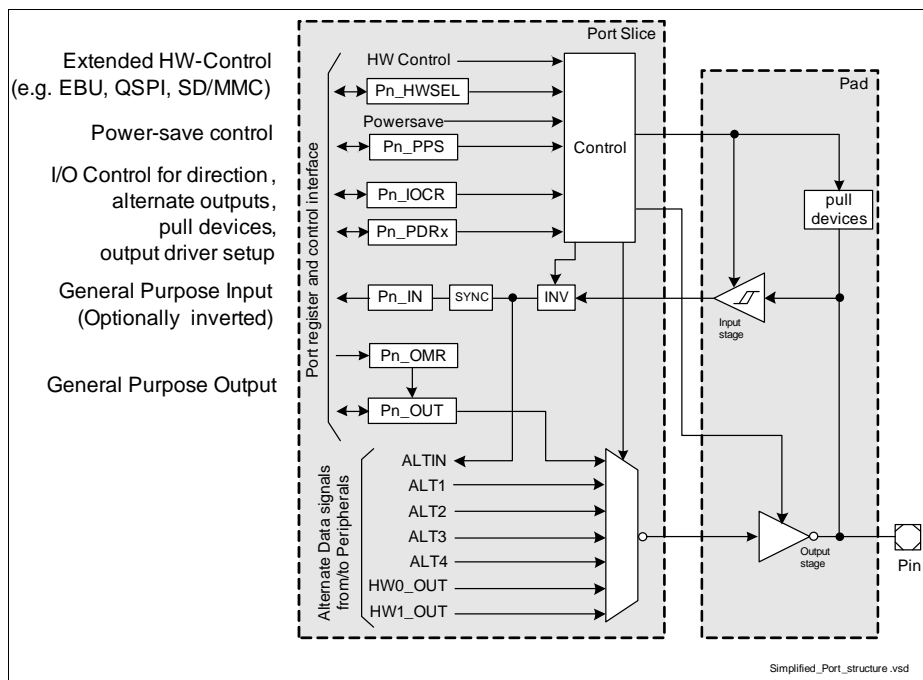 Extended HW-Control
(e.g. EBU, QSPI, SD/MMC)
Power-save control
I/O Control for direction,
alternate outputs,
pull devices,
output driver setup
General Purpose Input
(Optionally inverted)
General Purpose Output
Port register and control interface
Alternate Data signals
from/to Peripherals
Port Slice
HW Control
Pn_HWSEL
Powersave
Pn_PPS
Pn_IOCR
Pn_PDRx
Control
Pn_IN
SYNC
INV
Pn_OMR
Pn_OUT
ALTIN
ALT1
ALT2
ALT3
ALT4
HW0_OUT
HW1_OUT
Pad
pull
devices
Input
stage
Output
stage
Pin
Simplified_Port_structure.vsd